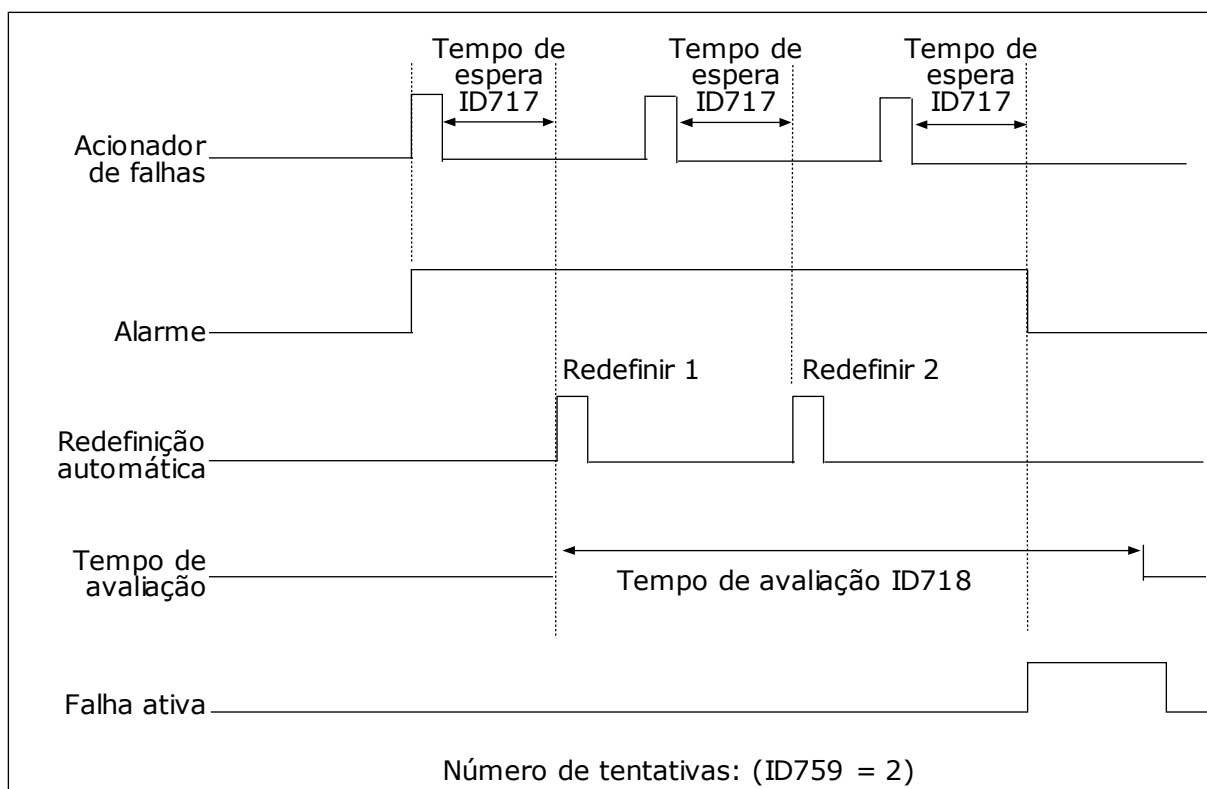 Tempo de
espera
ID717
Tempo de
espera
ID717
Tempo de
espera
ID717
Acionador
de falhas
Alarme
Redefinir 1
Redefinir 2
Redefinição
automática
Tempo de
avaliação
Tempo de avaliação ID718
Falha ativa
Número de tentativas: (ID759 = 2)